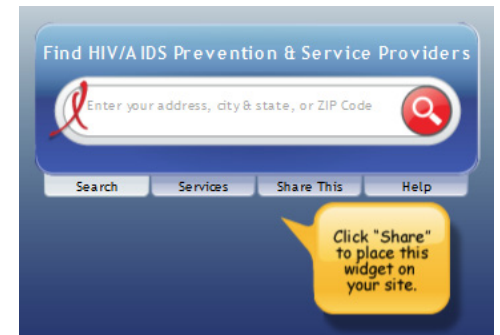 Find HIV/AIDS Prevention & Service Providers
Enter your address, city & state, or ZIP Code
Search Services Share This Help
Click "Share"
to place this
widget on
your site.